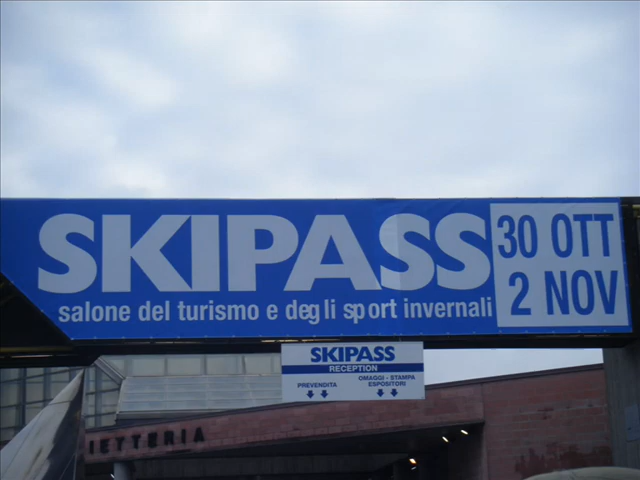 SKIPASS
salone del turismo e degli sport invernali
30 OTT
2 NOV
SKIPASS
RECEPTION
PREVENDITA
OMAGGI - STAMPA
ESPOSITORI
IETTERIA